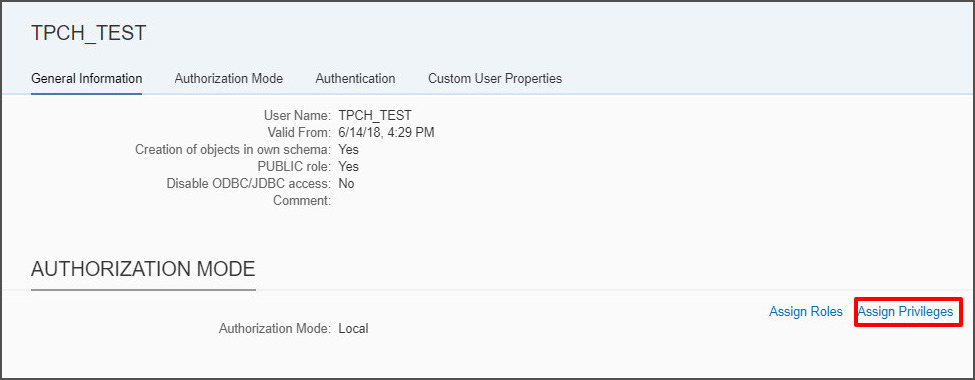 TPCH_TEST
General Information Authorization Mode Authentication Custom User Properties
User Name: TPCH_TEST
Valid From: 6/14/18, 4:29 PM
Creation of objects in own schema: Yes
PUBLIC role: Yes
Disable ODBC/JDBC access: No
Comment:
AUTHORIZATION MODE
Assign Roles Assign Privileges
Authorization Mode: Local